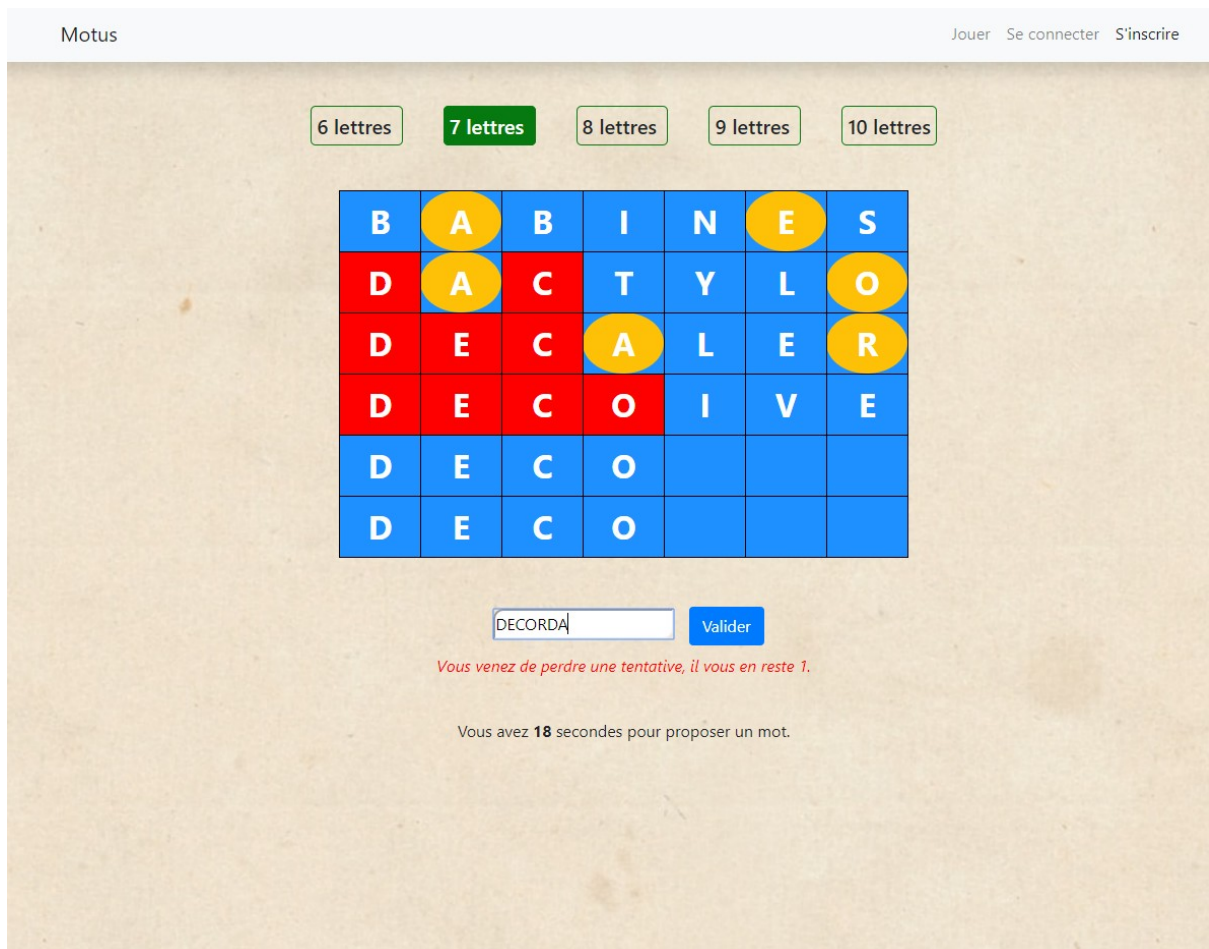 Motus Jouer Se connecter S'inscrire
6 lettres 7 lettres 8 lettres 9 lettres 10 lettres
B A B I N E S
D A C T Y L O
D E C A L E R
D E C O I V E
D E C O
D E C O
DECORDA Valider
Vous venez de perdre une tentative, il vous en reste 1.
Vous avez 18 secondes pour proposer un mot.